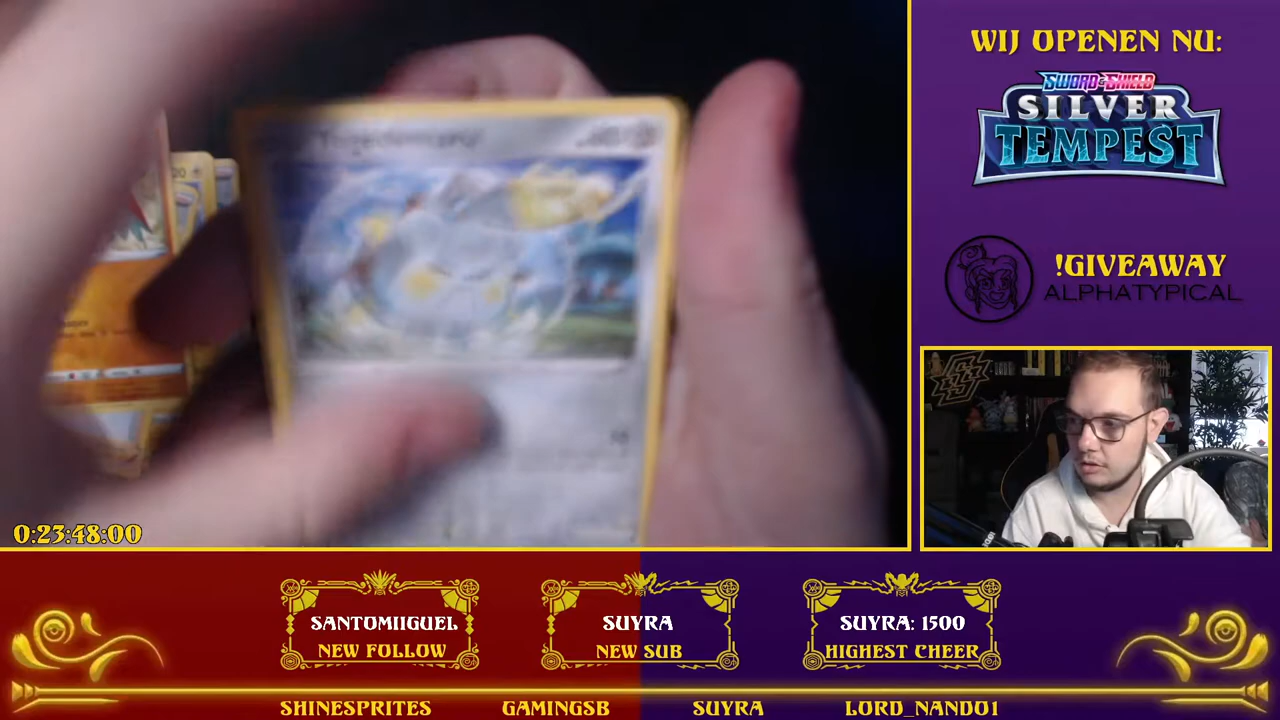 WIJ OPENEN NU:
SWORD & SHIELD
SILVER
TEMPEST
!GIVEAWAY
ALPHATYPICAL
0:23:48:00
SANTOMIIGUEL
NEW FOLLOW
SUYRA
NEW SUB
SUYRA: 1500
HIGHEST CHEER
SHINESPRITES
GAMINGSB
SUYRA
LORD_NANDO1